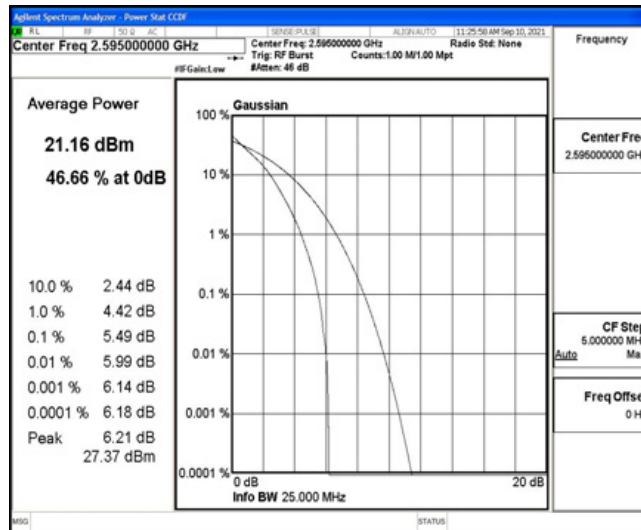 Agilent Spectrum Analyzer - Power Stat CCDF
RL RF 50 Ω AC SENSE:PULSE ALIGN AUTO 11:25:58 AM Sep 10, 2021
Center Freq 2.595000000 GHz
Center Freq: 2.595000000 GHz Radio Std: None
Trig: RF Burst Counts:1.00 M/1.00 Mpt
#IFGain:Low #Atten: 46 dB
Frequency
Average Power
21.16 dBm
46.66 % at 0dB
10.0 % 2.44 dB
1.0 % 4.42 dB
0.1 % 5.49 dB
0.01 % 5.99 dB
0.001 % 6.14 dB
0.0001 % 6.18 dB
Peak 6.21 dB
27.37 dBm
Gaussian
100 %
10 %
1 %
0.1 %
0.01 %
0.001 %
0.0001 %
0 dB 20 dB
Info BW 25.000 MHz
Center Fre
2.595000000 GH
CF Step
5.000000 MH
Auto Ma
Freq Offse
0 H
MSG STATUS